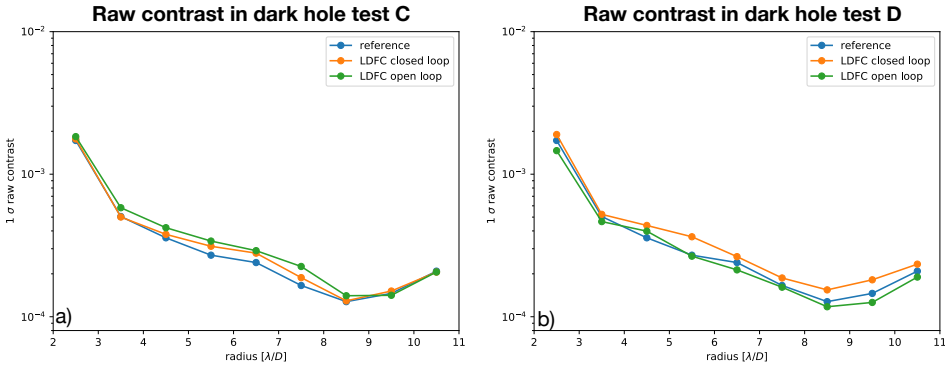 Raw contrast in dark hole test C
10⁻²
10⁻³
10⁻⁴
1 σ raw contrast
reference
LDFC closed loop
LDFC open loop
a)
2 3 4 5 6 7 8 9 10 11
radius [λ/D]
Raw contrast in dark hole test D
10⁻²
10⁻³
10⁻⁴
1 σ raw contrast
reference
LDFC closed loop
LDFC open loop
b)
2 3 4 5 6 7 8 9 10 11
radius [λ/D]